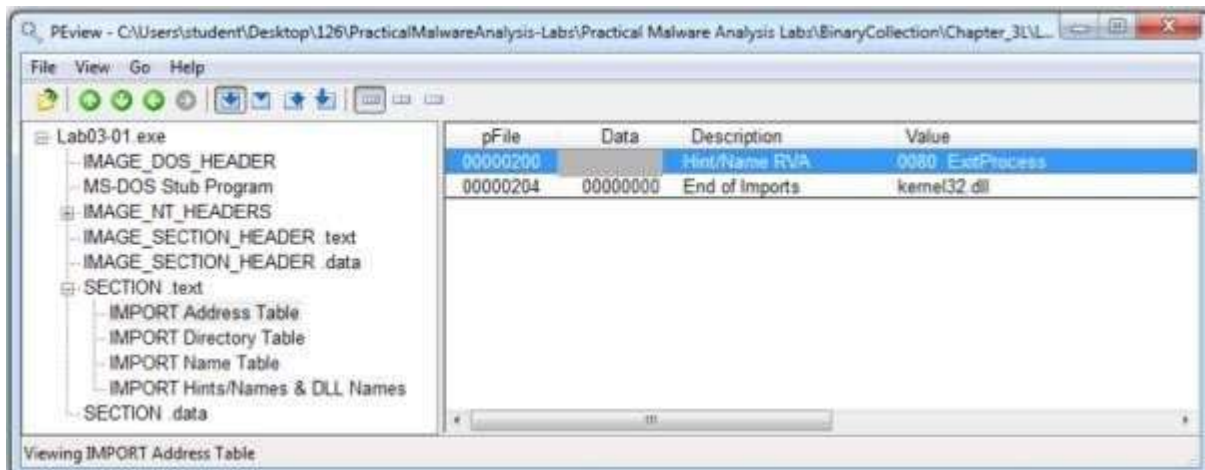 PEview - C:\Users\student\Desktop\126\PracticalMalwareAnalysis-Labs\Practical Malware Analysis Labs\BinaryCollection\Chapter_3L\L...
File View Go Help
Lab03-01.exe
IMAGE_DOS_HEADER
MS-DOS Stub Program
IMAGE_NT_HEADERS
IMAGE_SECTION_HEADER .text
IMAGE_SECTION_HEADER .data
SECTION .text
IMPORT Address Table
IMPORT Directory Table
IMPORT Name Table
IMPORT Hints/Names & DLL Names
SECTION .data
pFile Data Description Value
00000200 Hint/Name RVA 0080 ExitProcess
00000204 00000000 End of Imports kernel32.dll
Viewing IMPORT Address Table